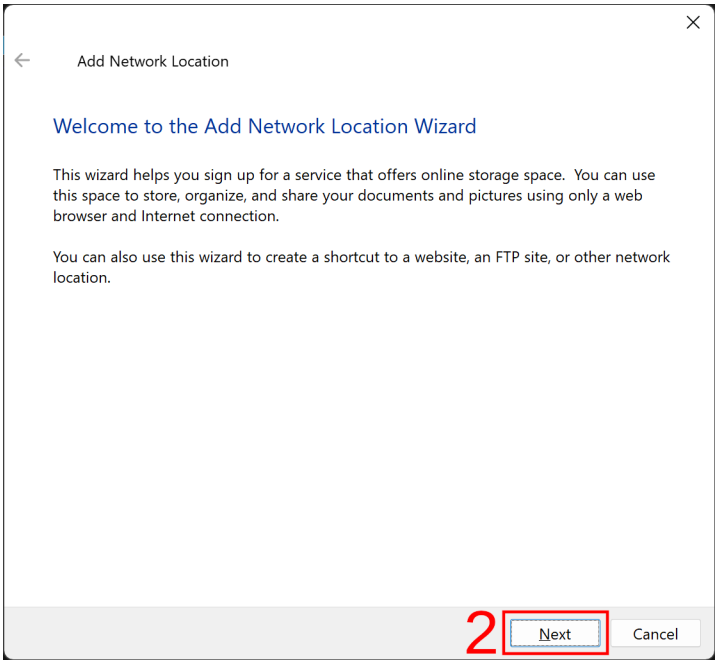 Add Network Location
Welcome to the Add Network Location Wizard
This wizard helps you sign up for a service that offers online storage space.  You can use
this space to store, organize, and share your documents and pictures using only a web
browser and Internet connection.
You can also use this wizard to create a shortcut to a website, an FTP site, or other network
location.
2 Next Cancel